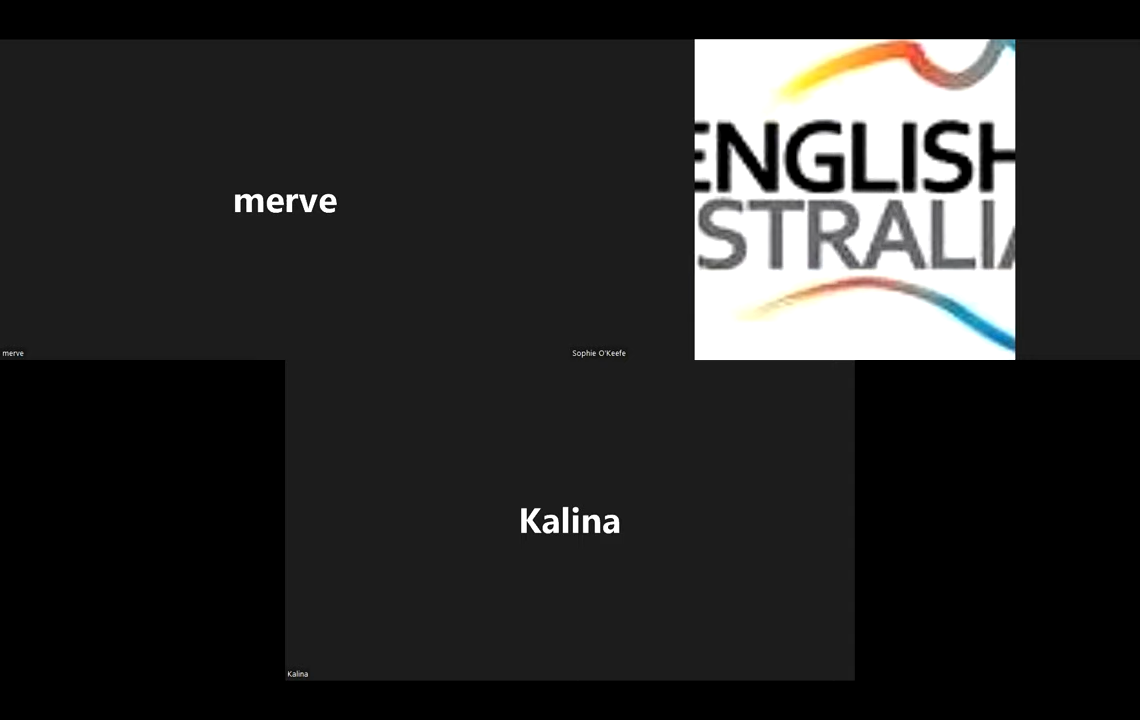 merve
ENGLISH
STRALIA
merve
Sophie O'Keefe
Kalina
Kalina